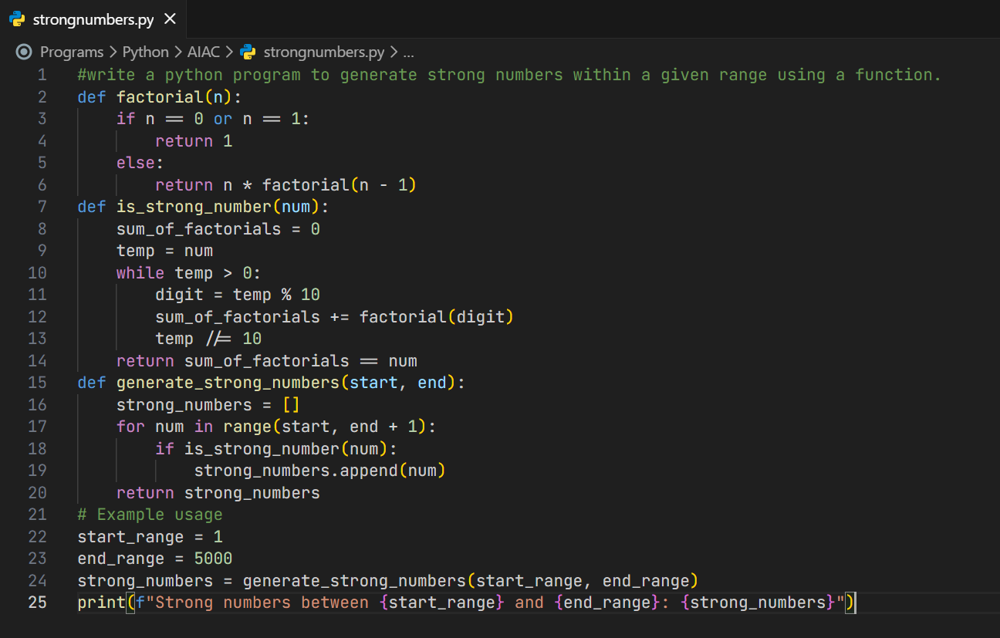 strongnumbers.py ×
Programs > Python > AIAC > strongnumbers.py > ...
1 #write a python program to generate strong numbers within a given range using a function.
2 def factorial(n):
3     if n == 0 or n == 1:
4         return 1
5     else:
6         return n * factorial(n - 1)
7 def is_strong_number(num):
8     sum_of_factorials = 0
9     temp = num
10     while temp > 0:
11         digit = temp % 10
12         sum_of_factorials += factorial(digit)
13         temp //= 10
14     return sum_of_factorials == num
15 def generate_strong_numbers(start, end):
16     strong_numbers = []
17     for num in range(start, end + 1):
18         if is_strong_number(num):
19             strong_numbers.append(num)
20     return strong_numbers
21 # Example usage
22 start_range = 1
23 end_range = 5000
24 strong_numbers = generate_strong_numbers(start_range, end_range)
25 print(f"Strong numbers between {start_range} and {end_range}: {strong_numbers}")